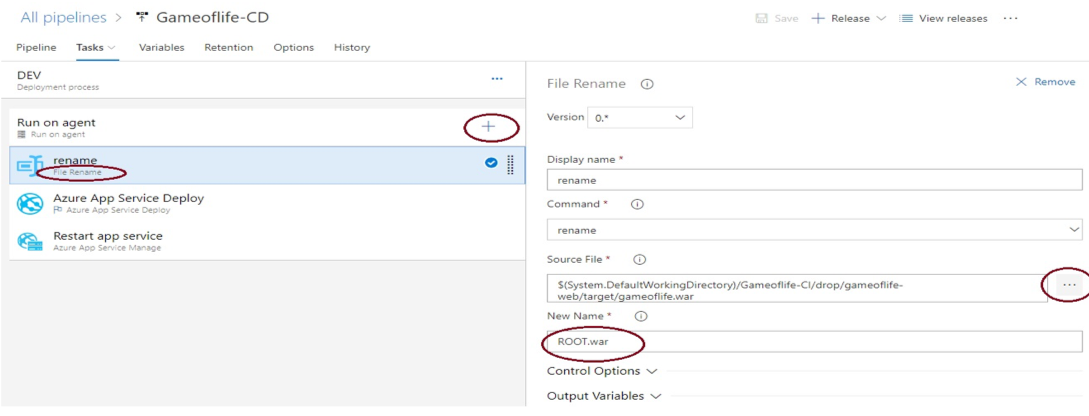 All pipelines > Gameoflife-CD
Save + Release View releases ...
Pipeline Tasks Variables Retention Options History
DEV
Deployment process
...
Run on agent
Run on agent
+
rename
File Rename
Azure App Service Deploy
Azure App Service Deploy
Restart app service
Azure App Service Manage
File Rename
Remove
Version 0.*
Display name *
rename
Command *
rename
Source File *
$(System.DefaultWorkingDirectory)/Gameoflife-CI/drop/gameoflife-
web/target/gameoflife.war
...
New Name *
ROOT.war
Control Options
Output Variables